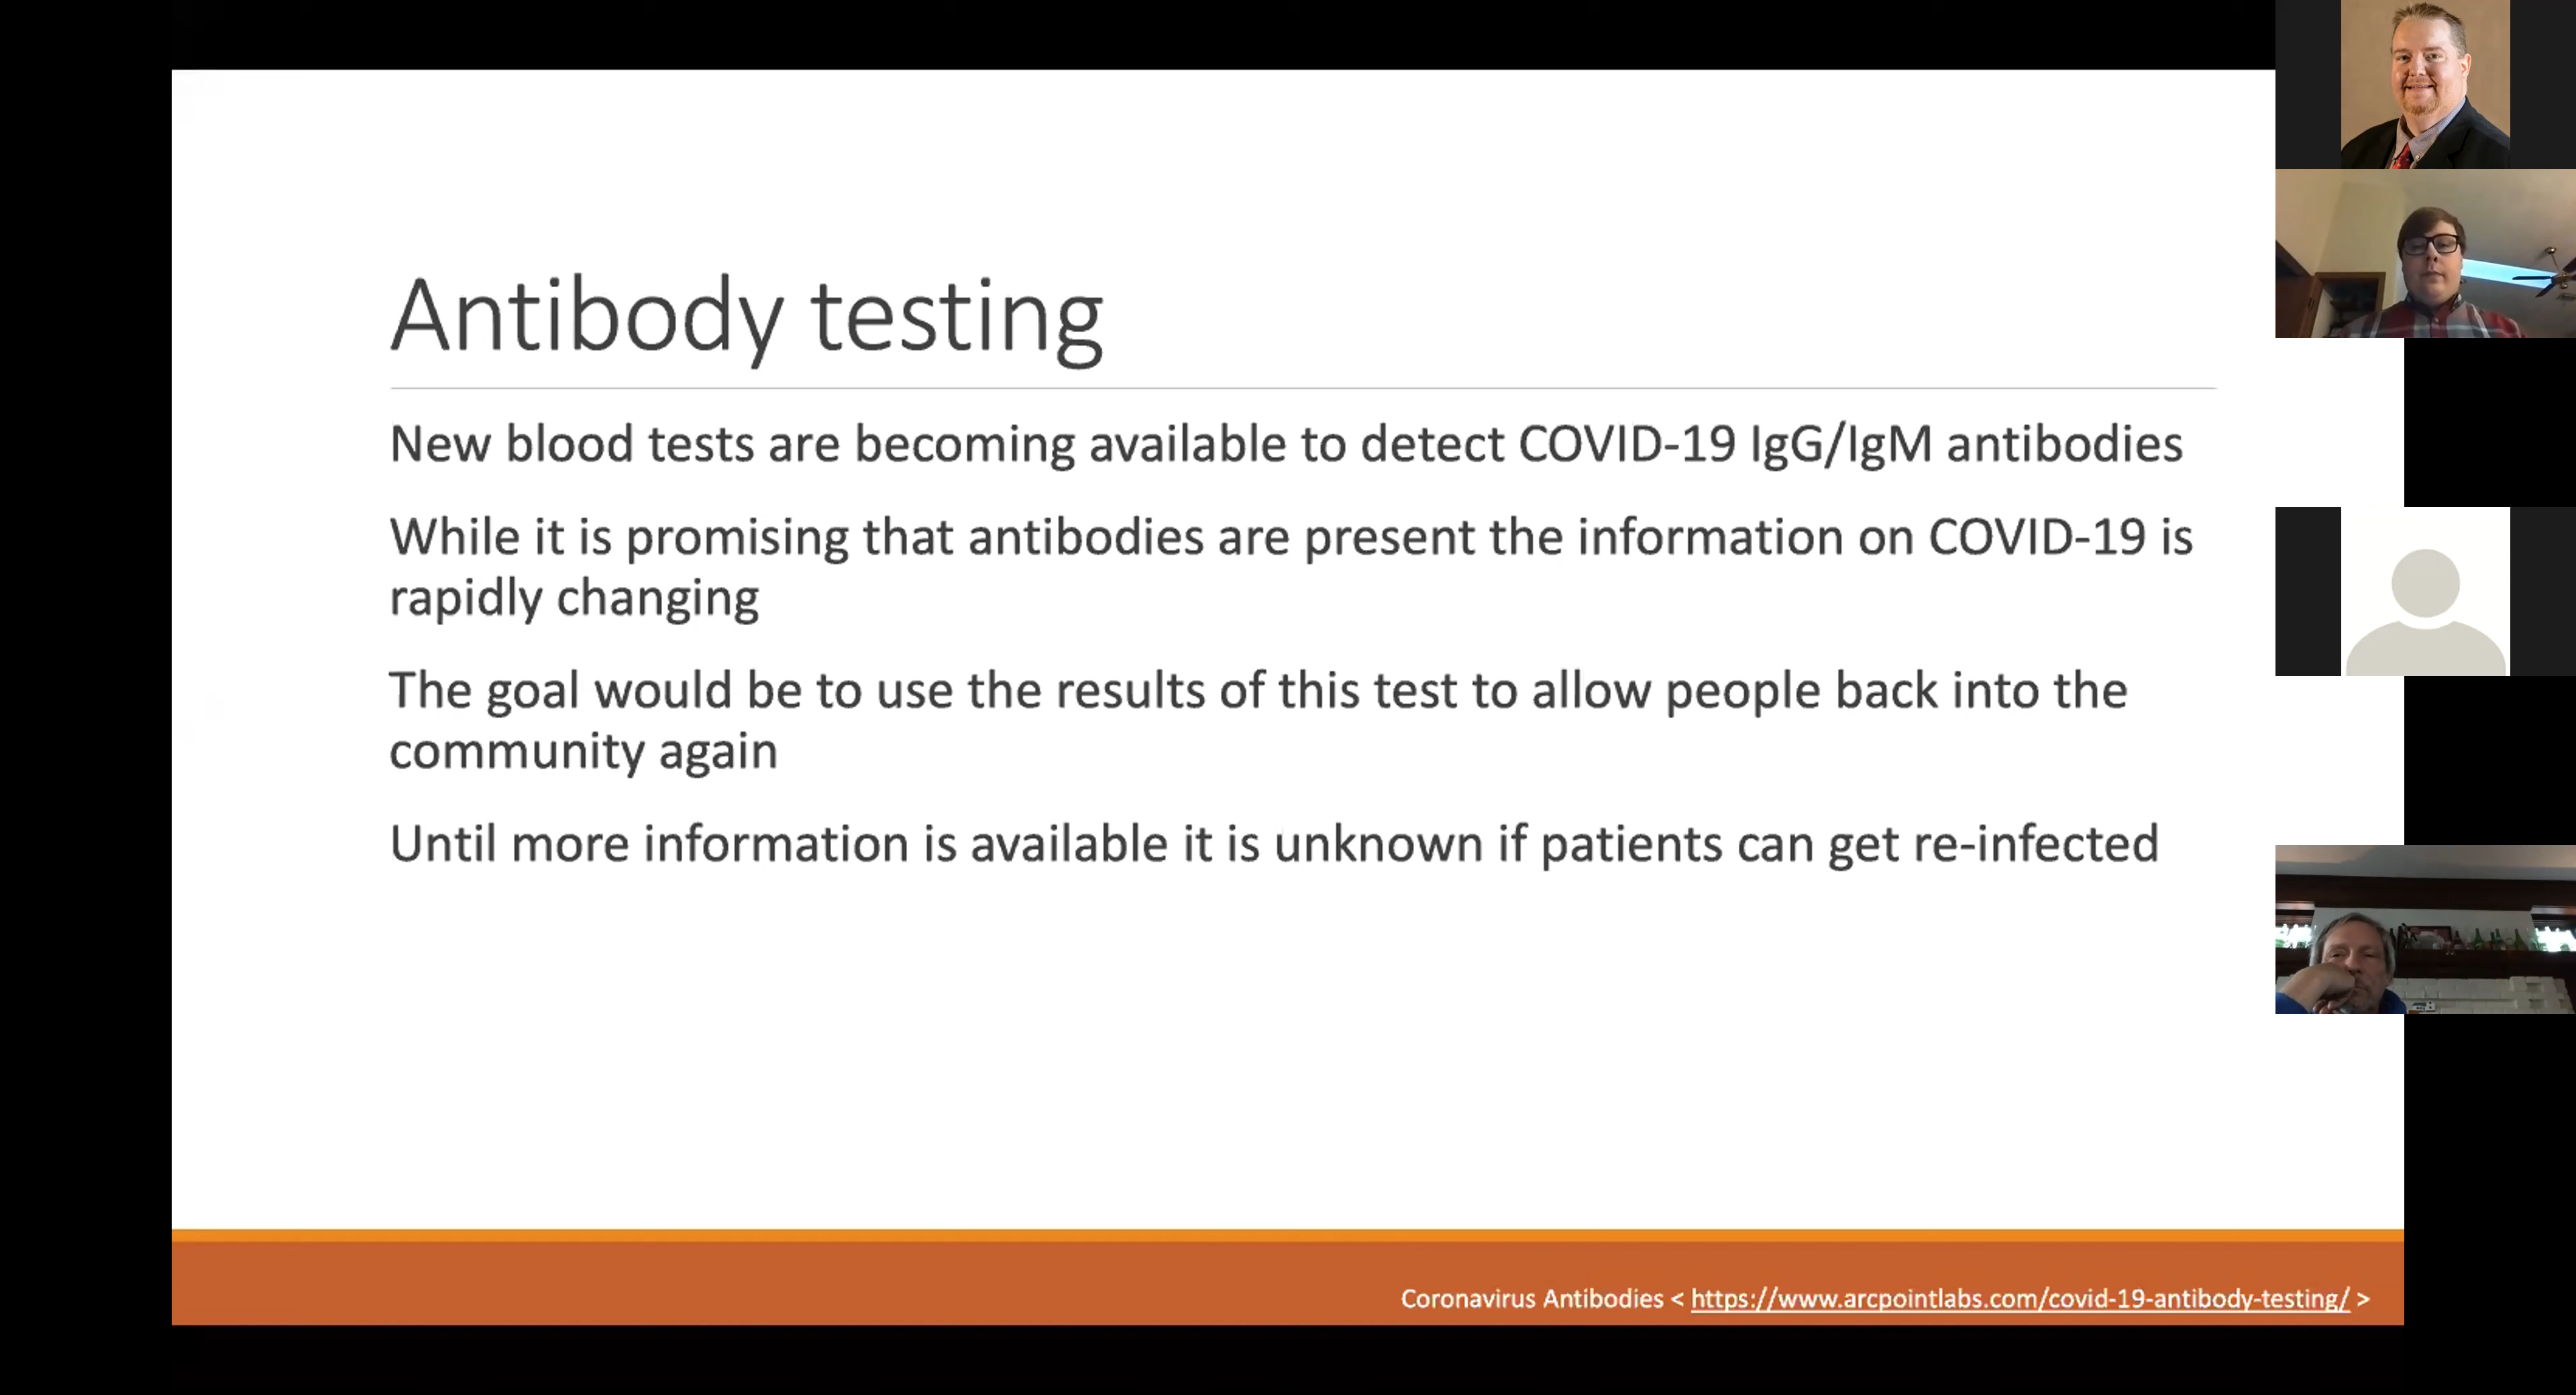 Antibody testing
New blood tests are becoming available to detect COVID-19 IgG/IgM antibodies
While it is promising that antibodies are present the information on COVID-19 is
rapidly changing
The goal would be to use the results of this test to allow people back into the
community again
Until more information is available it is unknown if patients can get re-infected
Coronavirus Antibodies < https://www.arcpointlabs.com/covid-19-antibody-testing/ >